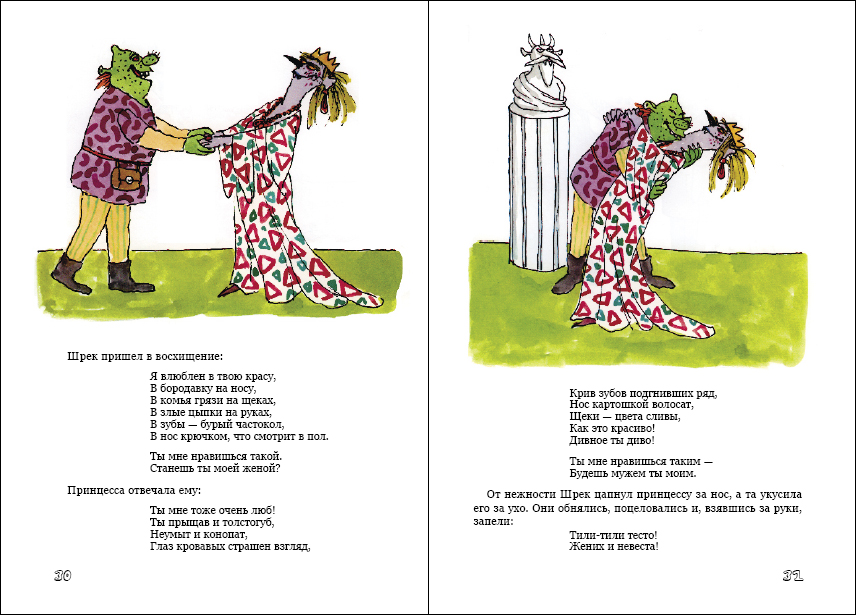 Шрек пришел в восхищение:
Я влюблен в твою красу,
В бородавку на носу,
В комья грязи на щеках,
В злые цыпки на руках,
В зубы — бурый частокол,
В нос крючком, что смотрит в пол.
Ты мне нравишься такой.
Станешь ты моей женой?
Принцесса отвечала ему:
Ты мне тоже очень люб!
Ты прыщав и толстогуб,
Неумыт и конопат,
Глаз кровавых страшен взгляд,
30
Крив зубов подгнивших ряд,
Нос картошкой волосат,
Щеки — цвета сливы,
Как это красиво!
Дивное ты диво!
Ты мне нравишься таким —
Будешь мужем ты моим.
От нежности Шрек цапнул принцессу за нос, а та укусила
его за ухо. Они обнялись, поцеловались и, взявшись за руки,
запели:
Тили-тили тесто!
Жених и невеста!
31